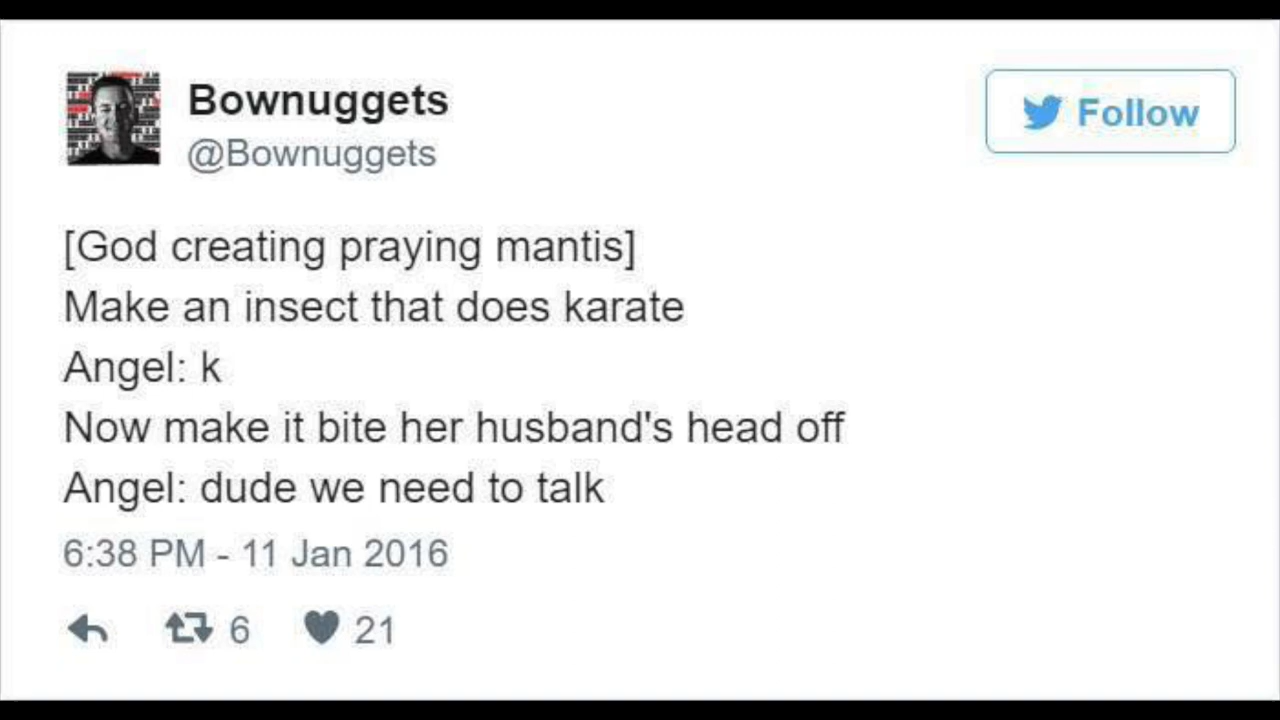 Bownuggets
@Bownuggets
Follow
[God creating praying mantis]
Make an insect that does karate
Angel: k
Now make it bite her husband's head off
Angel: dude we need to talk
6:38 PM - 11 Jan 2016
6 21